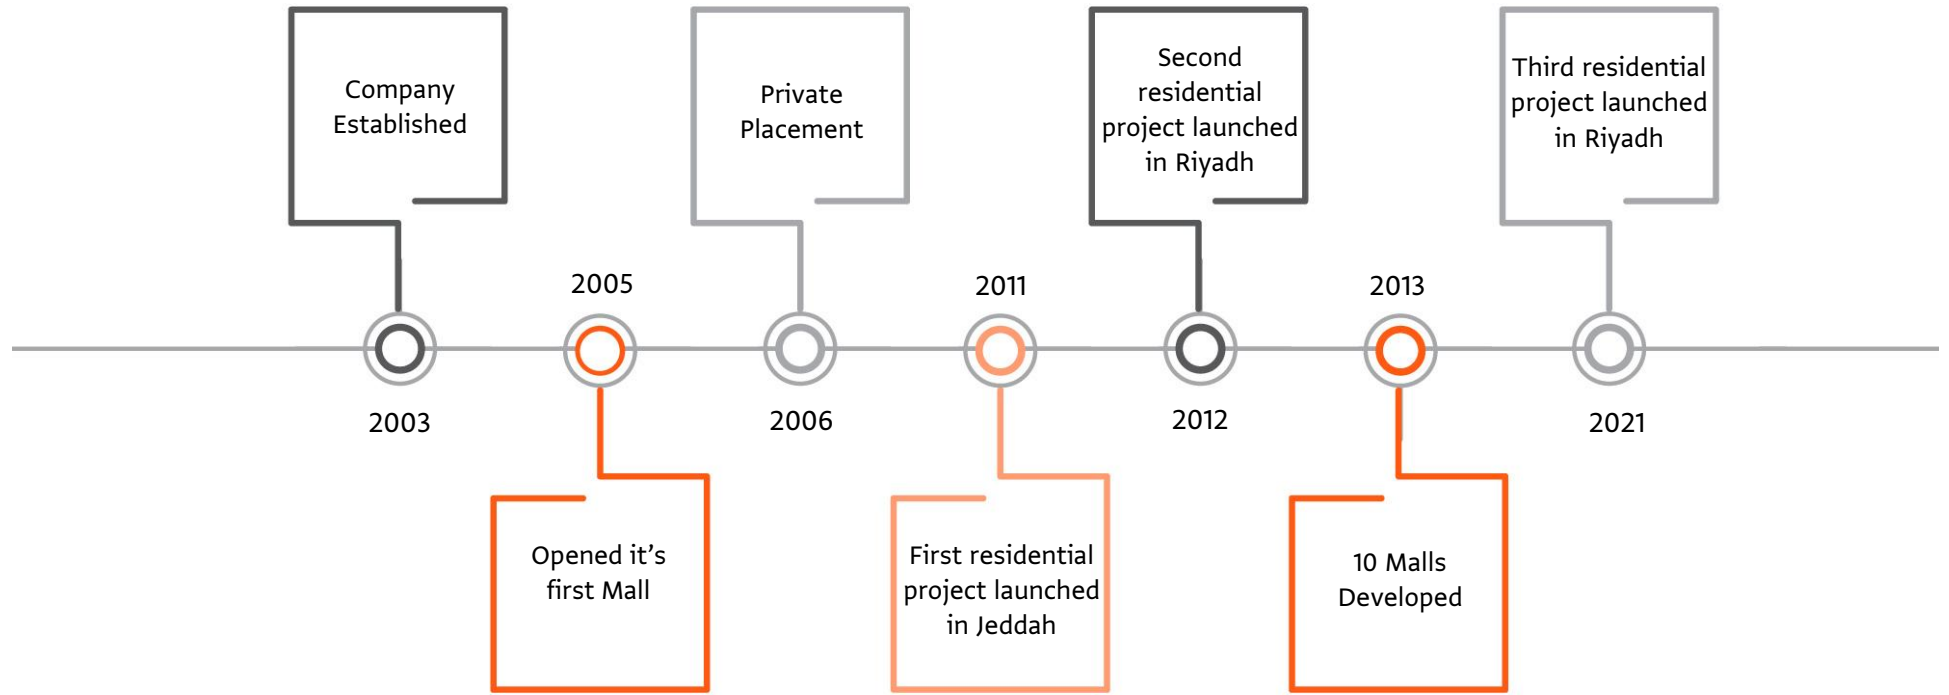 Company
Established
2003
2005
Opened it's
first Mall
Private
Placement
2006
2011
First residential
project launched
in Jeddah
Second
residential
project launched
in Riyadh
2012
2013
10 Malls
Developed
Third residential
project launched
in Riyadh
2021